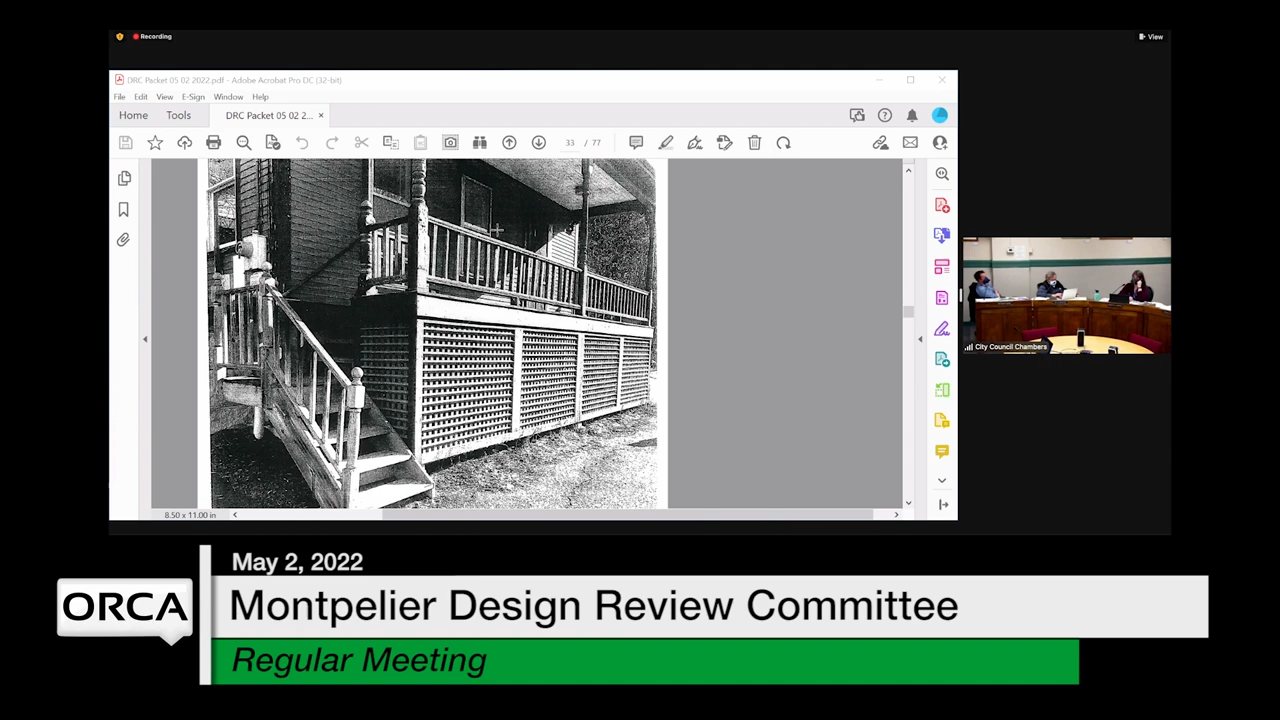 Recording
View
DRC Packet 05 02 2022.pdf - Adobe Acrobat Pro DC (32-bit)
File Edit View E-Sign Window Help
Home Tools DRC Packet 05 02 2... ×
33 / 77
8.50 x 11.00 in
City Council Chambers
May 2, 2022
ORCA
Montpelier Design Review Committee
Regular Meeting